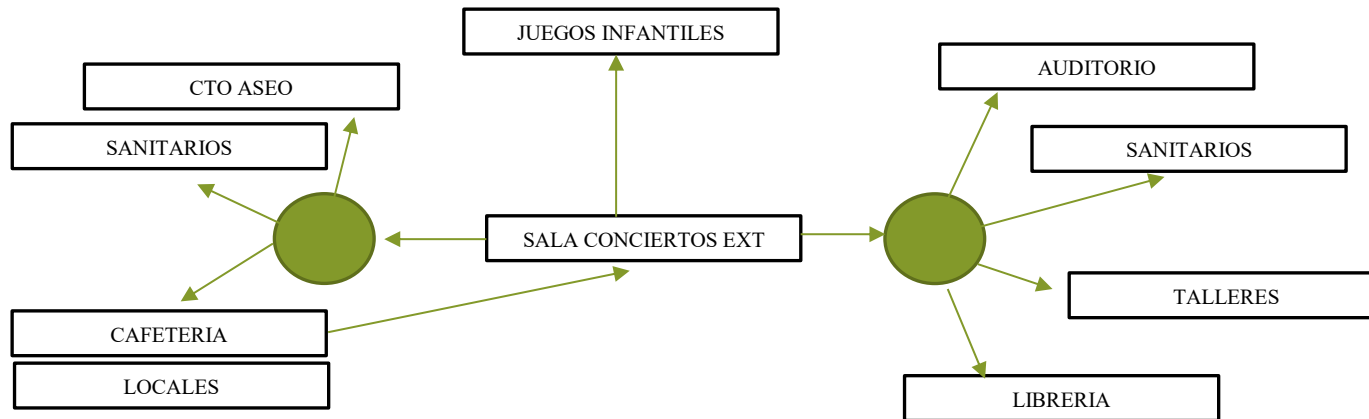 JUEGOS INFANTILES
CTO ASEO
AUDITORIO
SANITARIOS
SANITARIOS
SALA CONCIERTOS EXT
TALLERES
CAFETERIA
LOCALES
LIBRERIA